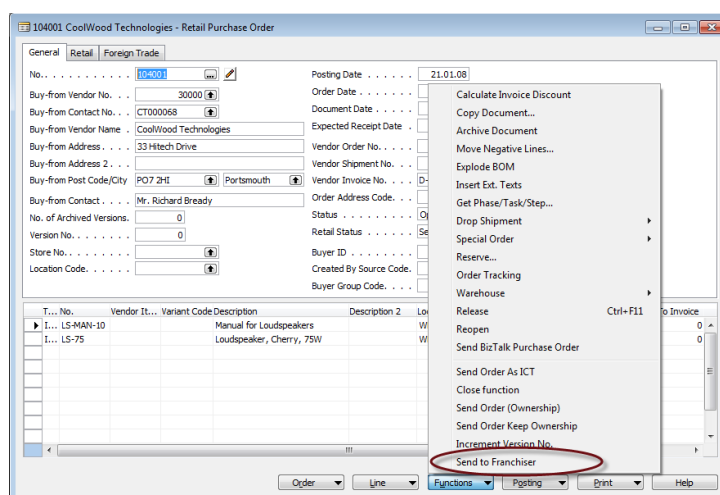 104001 CoolWood Technologies - Retail Purchase Order
General Retail Foreign Trade
No. . . . . . . . . . . . 104001
Posting Date . . . . . . 21.01.08
Buy-from Vendor No. . . 30000
Order Date . . . . . . .
Buy-from Contact No. . . CT000068
Document Date . . . . .
Buy-from Vendor Name . CoolWood Technologies
Expected Receipt Date .
Buy-from Address . . . . 33 Hitech Drive
Vendor Order No. . . .
Buy-from Address 2 . . .
Vendor Shipment No. . .
Buy-from Post Code/City PO7 2HI Portsmouth
Vendor Invoice No. . . . D-
Buy-from Contact . . . . Mr. Richard Bready
Order Address Code. . .
No. of Archived Versions. 0
Status . . . . . . . . . Op
Version No. . . . . . . . 0
Retail Status . . . . . . Se
Store No. . . . . . . . .
Buyer ID . . . . . . . .
Location Code. . . . . .
Created By Source Code.
Buyer Group Code. . . .
Calculate Invoice Discount
Copy Document...
Archive Document
Move Negative Lines...
Explode BOM
Insert Ext. Texts
Get Phase/Task/Step...
Drop Shipment
Special Order
Reserve...
Order Tracking
Warehouse
Release Ctrl+F11
Reopen
Send BizTalk Purchase Order
Send Order As ICT
Close function
Send Order (Ownership)
Send Order Keep Ownership
Increment Version No.
Send to Franchiser
T... No. Vendor It... Variant Code Description Description 2 Lo To Invoice
I... LS-MAN-10 Manual for Loudspeakers W 0
I... LS-75 Loudspeaker, Cherry, 75W W 0
Order Line Functions Posting Print Help